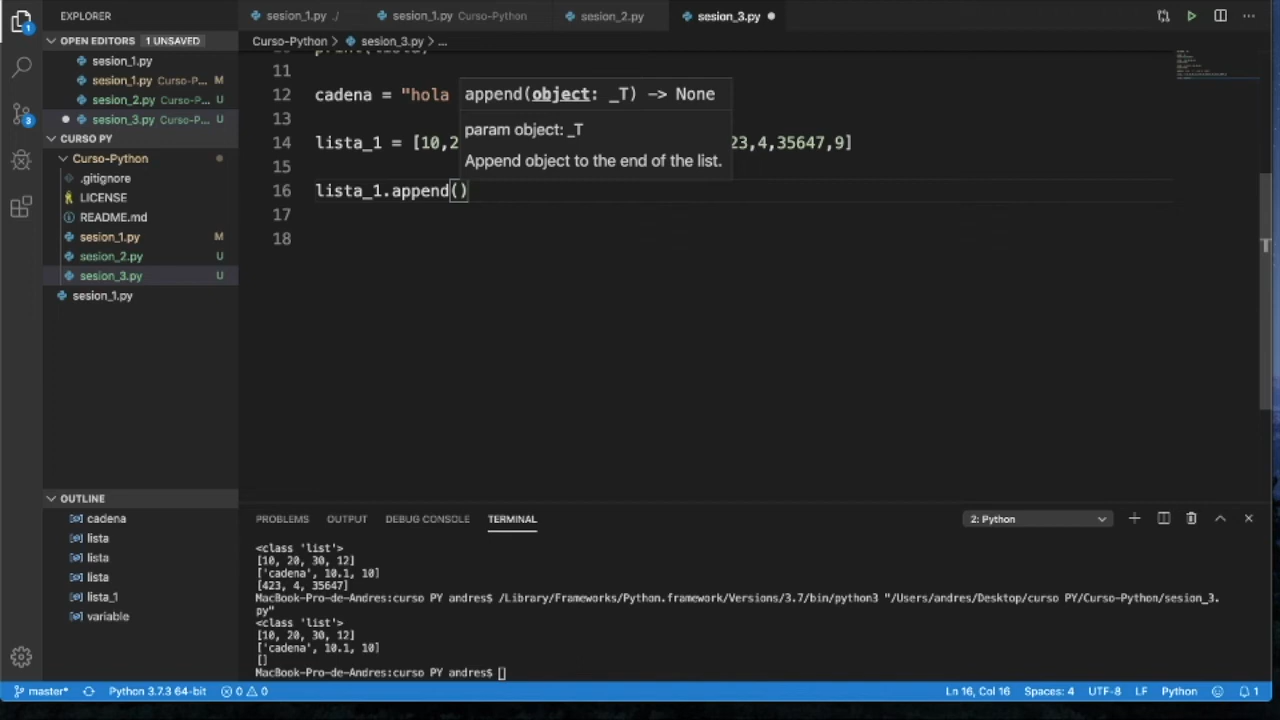 EXPLORER
sesion_1.py ./
sesion_1.py Curso-Python
sesion_2.py
sesion_3.py
OPEN EDITORS 1 UNSAVED
Curso-Python > sesion_3.py > ...
sesion_1.py
sesion_1.py Curso-P... M
sesion_2.py Curso-P... U
sesion_3.py Curso-P... U
CURSO PY
Curso-Python
.gitignore
LICENSE
README.md
sesion_1.py M
sesion_2.py U
sesion_3.py U
sesion_1.py
1
3
11
12 cadena = "hola
13
14 lista_1 = [10,2 23,4,35647,9]
15
16 lista_1.append()
17
18
append(object: _T) -> None
param object: _T
Append object to the end of the list.
OUTLINE
cadena
lista
lista
lista
lista_1
variable
PROBLEMS OUTPUT DEBUG CONSOLE TERMINAL
2: Python
<class 'list'>
[10, 20, 30, 12]
['cadena', 10.1, 10]
[423, 4, 35647]
MacBook-Pro-de-Andres:curso PY andres$ /Library/Frameworks/Python.framework/Versions/3.7/bin/python3 "/Users/andres/Desktop/curso PY/Curso-Python/sesion_3.
py"
<class 'list'>
[10, 20, 30, 12]
['cadena', 10.1, 10]
[]
MacBook-Pro-de-Andres:curso PY andres$
master* Python 3.7.3 64-bit 0 0 Ln 16, Col 16 Spaces: 4 UTF-8 LF Python 1